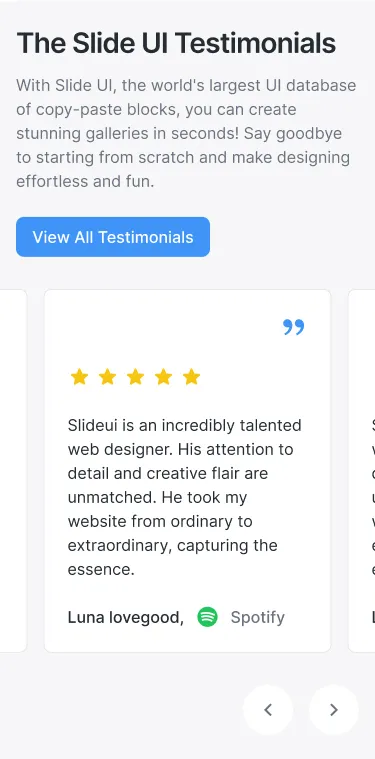 The Slide UI Testimonials
With Slide UI, the world's largest UI database
of copy-paste blocks, you can create
stunning galleries in seconds! Say goodbye
to starting from scratch and make designing
effortless and fun.
View All Testimonials
”
Slideui is an incredibly talented
web designer. His attention to
detail and creative flair are
unmatched. He took my
website from ordinary to
extraordinary, capturing the
essence.
Luna lovegood, Spotify